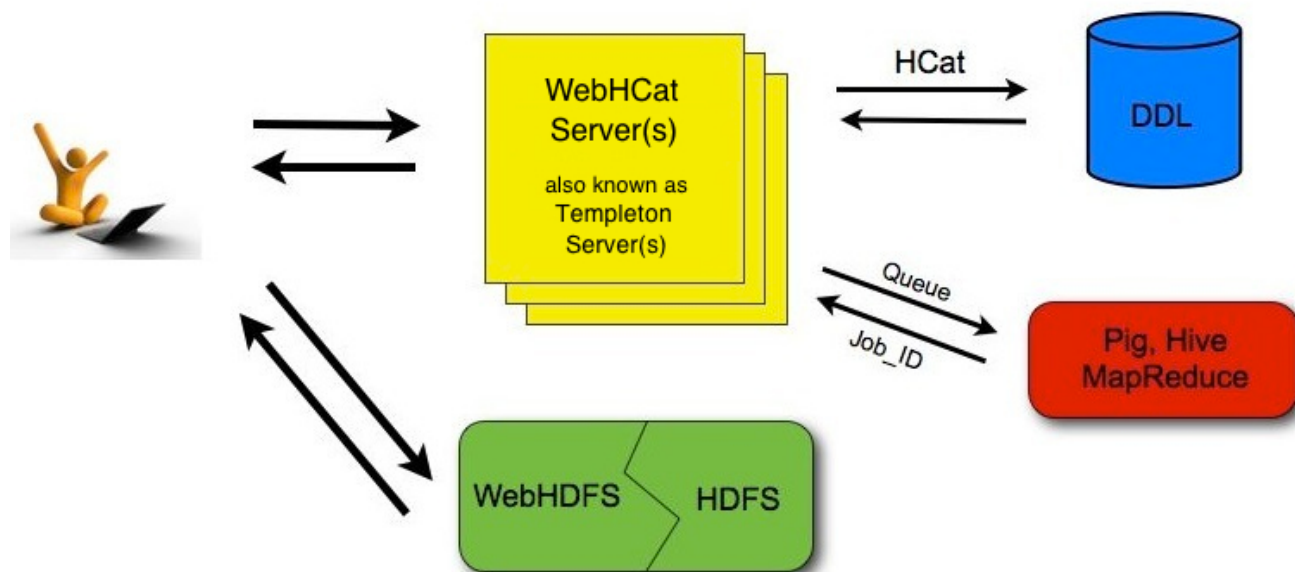 WebHCat
Server(s)
also known as
Templeton
Server(s)
HCat
DDL
Queue
Job_ID
Pig, Hive
MapReduce
WebHDFS
HDFS